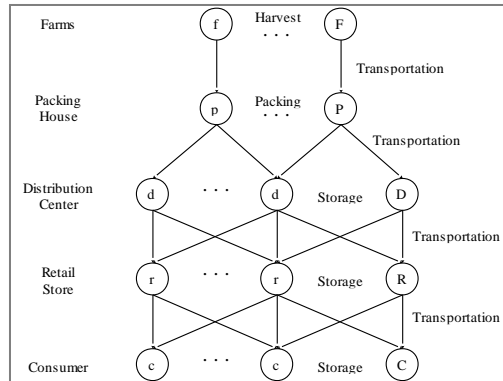 Farms f Harvest F
. . .
Transportation
Packing
House p Packing P
. . .
Transportation
Distribution
Center d . . . d Storage D
Transportation
Retail
Store r . . . r Storage R
Transportation
Consumer c . . . c Storage C